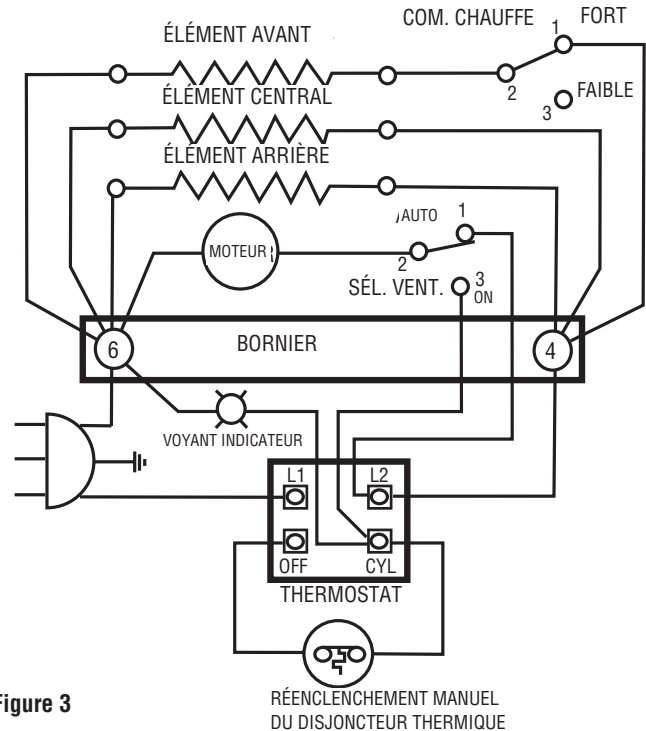 COM. CHAUFFE
1
FORT
ÉLÉMENT AVANT
2
3
FAIBLE
ÉLÉMENT CENTRAL
ÉLÉMENT ARRIÈRE
AUTO
1
MOTEUR
2
SÉL. VENT.
3
ON
6
BORNIER
4
VOYANT INDICATEUR
L1
L2
OFF
CYL
THERMOSTAT
RÉENCLENCHEMENT MANUEL
DU DISJONCTEUR THERMIQUE
igure 3